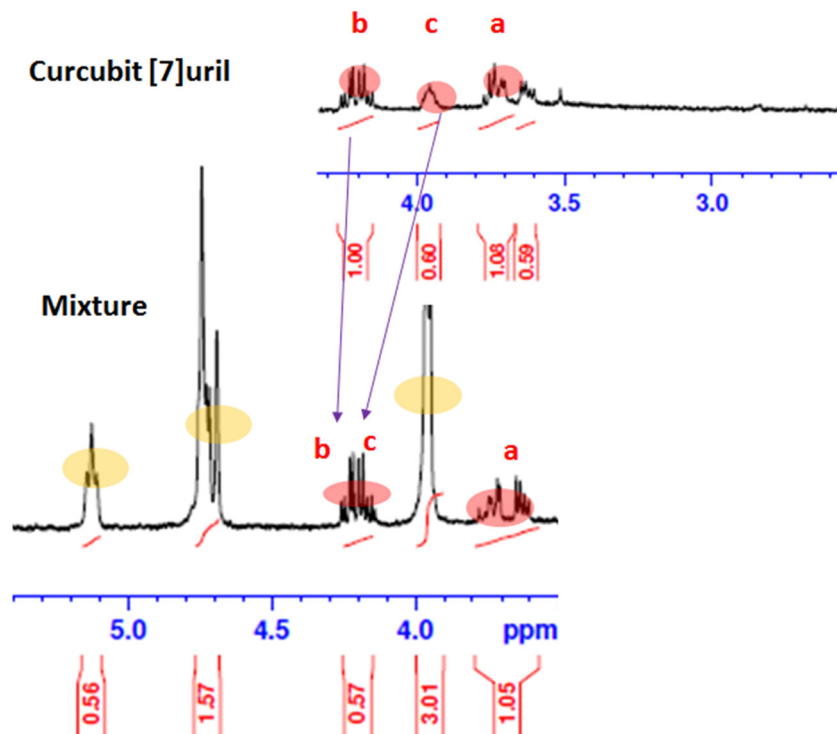 b c a
Curcubit [7]uril
4.0 3.5 3.0
1.00 0.60 1.08 0.59
Mixture
b c a
5.0 4.5 4.0 ppm
0.56 1.57 0.57 3.01 1.05